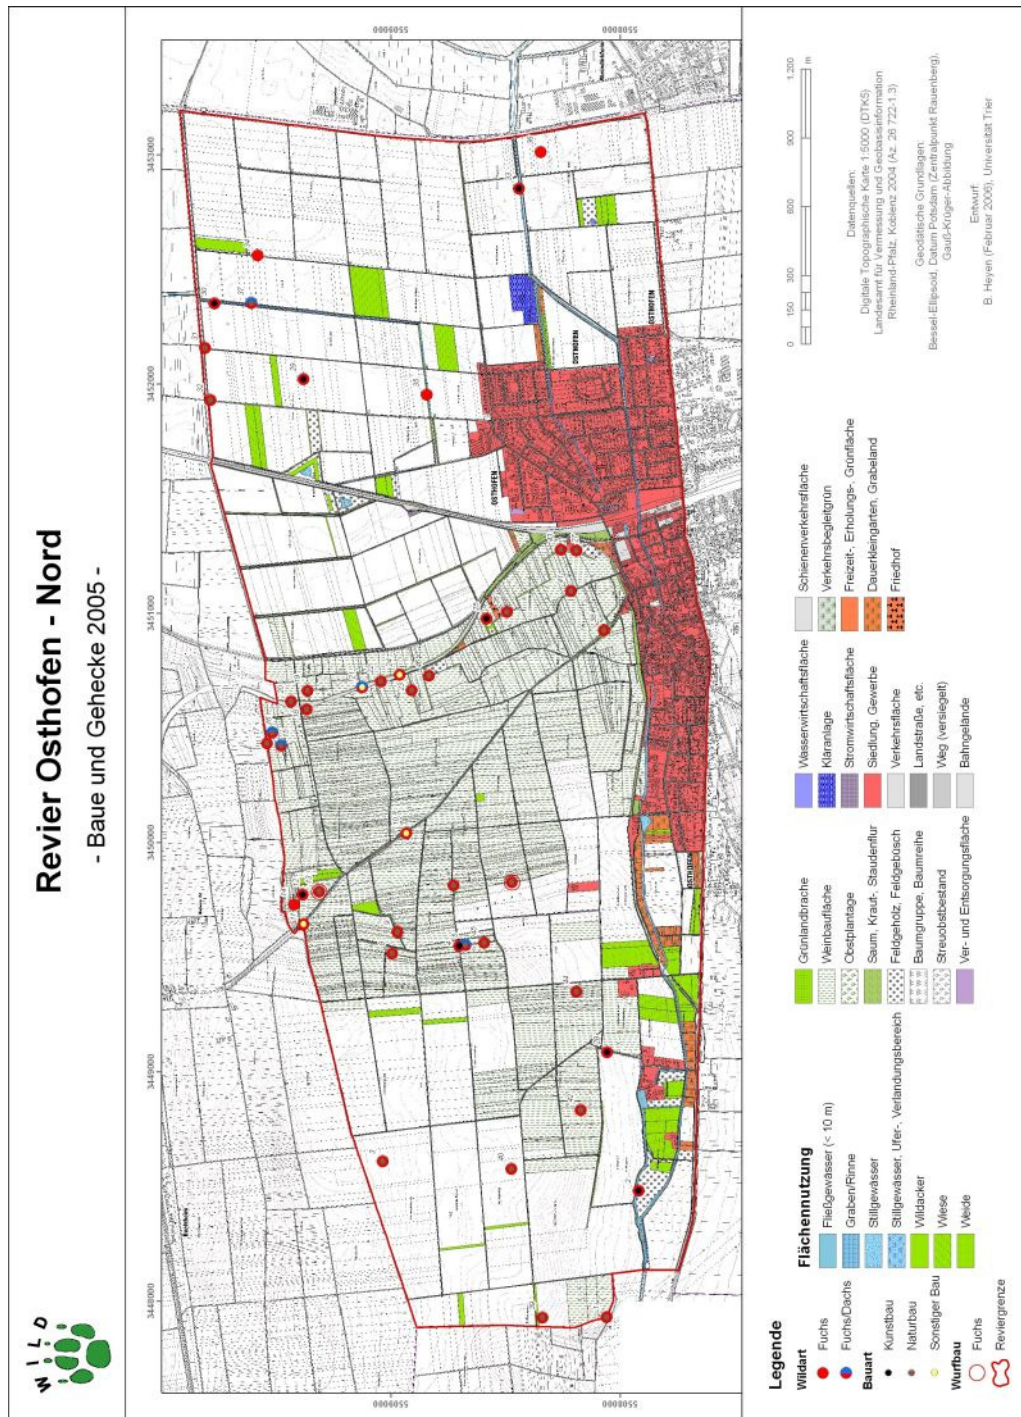 Revier Osthofen - Nord
- Baue und Gehecke 2005 -
WILD
3448000
3449000
3450000
3451000
3452000
3453000
5509000
5508000
5509000
5508000
OSTHOFEN
OSTHOFEN
OSTHOFEN
OSTHOFEN
Legende
Wildart
Fuchs
Fuchs/Dachs
Bauart
Kunstbau
Naturbau
Sonstiger Bau
Wurfbau
Fuchs
Reviergrenze
Flächennutzung
Fließgewässer (< 10 m)
Graben/Rinne
Stillgewässer
Stillgewässer, Ufer-, Verlandungsbereich
Wildacker
Wiese
Weide
Grünlandbrache
Weinbaufläche
Obstplantage
Saum, Kraut-, Staudenflur
Feldgehölz, Feldgebüsch
Baumgruppe, Baumreihe
Streuobstbestand
Ver- und Entsorgungsfläche
Wasserwirtschaftsfläche
Kläranlage
Stromwirtschaftsfläche
Siedlung, Gewerbe
Verkehrsfläche
Landstraße, etc.
Weg (versiegelt)
Bahngelände
Schienenverkehrsfläche
Verkehrsbegleitgrün
Freizeit-, Erholungs-, Grünfläche
Dauerkleingärten, Grabeland
Friedhof
0 150 300 600 900 1.200
m
Datenquellen:
Digitale Topographische Karte 1:5000 (DTK5)
Landesamt für Vermessung und Geobasisinformation
Rheinland-Pfalz, Koblenz 2004 (Az. 26 722-1.3)
Geodätische Grundlagen:
Bessel-Ellipsoid, Datum Potsdam (Zentralpunkt Rauenberg),
Gauß-Krüger-Abbildung
Entwurf:
B. Heyen (Februar 2006), Universität Trier